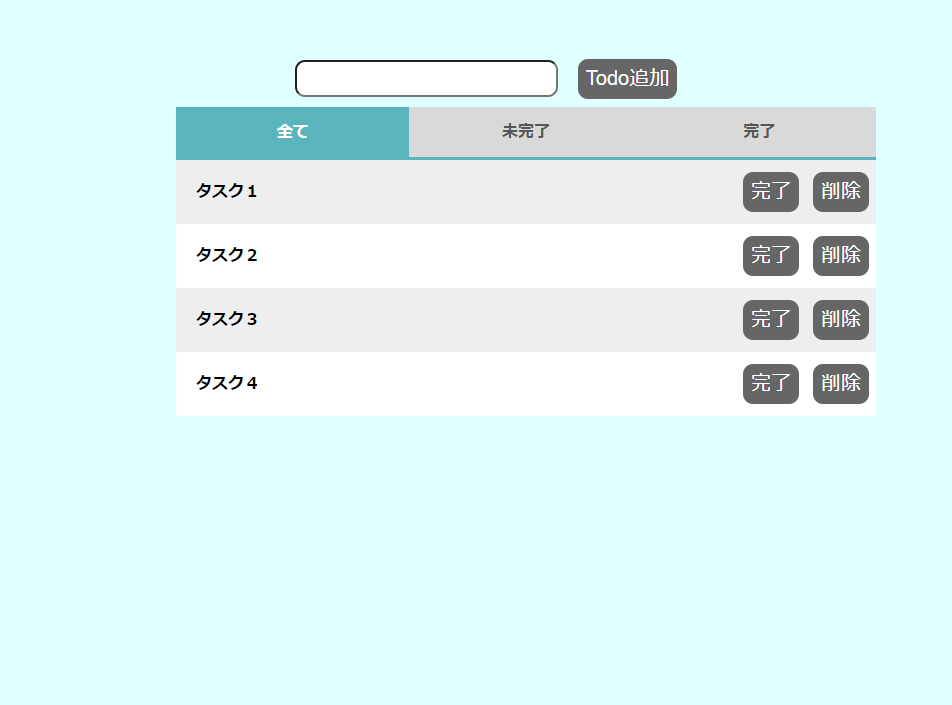 Todo追加
全て 未完了 完了
タスク１ 完了 削除
タスク２ 完了 削除
タスク３ 完了 削除
タスク４ 完了 削除